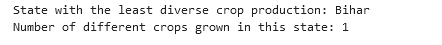 State with the least diverse crop production: Bihar
Number of different crops grown in this state: 1